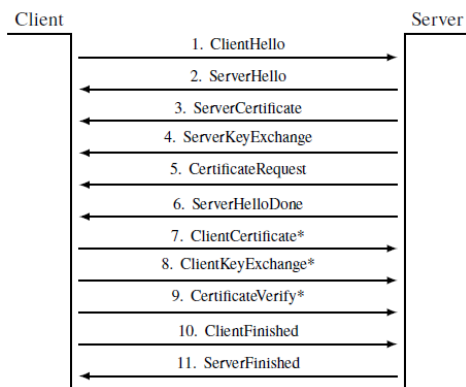 Client
Server
1. ClientHello
2. ServerHello
3. ServerCertificate
4. ServerKeyExchange
5. CertificateRequest
6. ServerHelloDone
7. ClientCertificate*
8. ClientKeyExchange*
9. CertificateVerify*
10. ClientFinished
11. ServerFinished